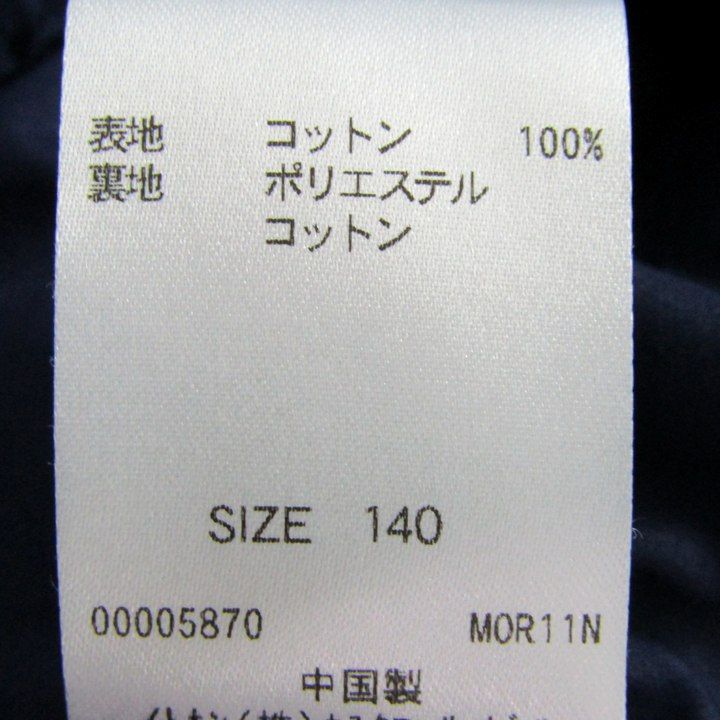 表地 コットン 100%
裏地 ポリエステル
コットン
SIZE 140
00005870 MOR11N
中国製